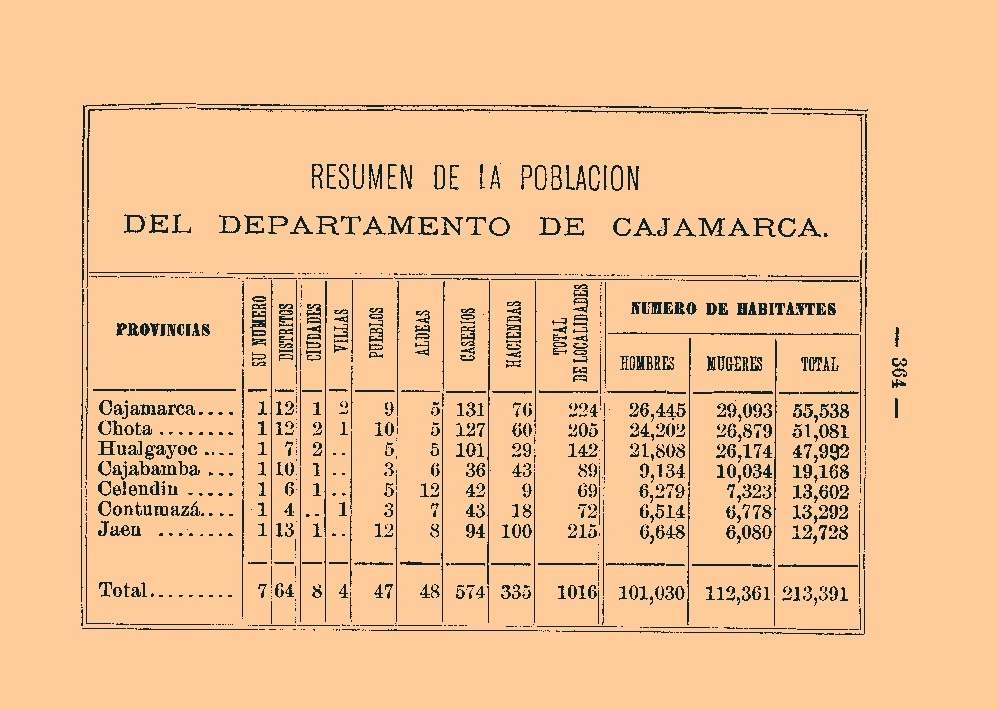 RESUMEN DE LA POBLACION
DEL DEPARTAMENTO DE CAJAMARCA.
PROVINCIAS SU NUMERO DISTRITOS CIUDADES VILLAS PUEBLOS ALDEAS CASERIOS HACIENDAS TOTAL DE LOCALIDADES NUMERO DE HABITANTES
HOMBRES MUGERES TOTAL
Cajamarca.... 1 12 1 2 9 5 131 76 224 26,445 29,093 55,538
Chota ........ 1 12 2 1 10 5 127 60 205 24,202 26,879 51,081
Hualgayoc .... 1 7 2 .. 5 5 101 29 142 21,808 26,174 47,992
Cajabamba ... 1 10 1 .. 3 6 36 43 89 9,134 10,034 19,168
Celendin ..... 1 6 1 .. 5 12 42 9 69 6,279 7,323 13,602
Contumazá.... 1 4 .. 1 3 7 43 18 72 6,514 6,778 13,292
Jaen ........ 1 13 1 .. 12 8 94 100 215 6,648 6,080 12,728
Total......... 7 64 8 4 47 48 574 335 1016 101,030 112,361 213,391
— 364 —